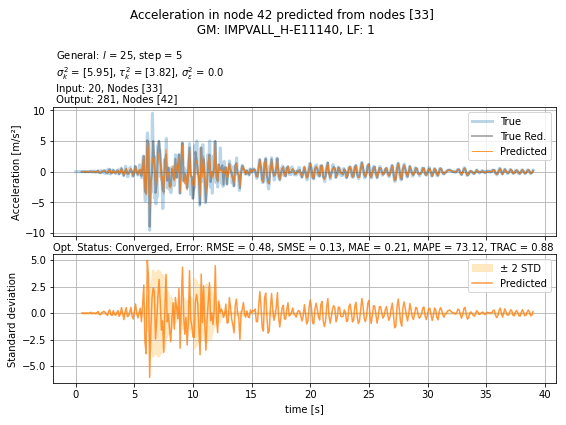 Acceleration in node 42 predicted from nodes [33]
GM: IMPVALL_H-E11140, LF: 1
General: l = 25, step = 5
σ²ₖ = [5.95], τ²ₖ = [3.82], σ²ε = 0.0
Input: 20, Nodes [33]
Output: 281, Nodes [42]
Acceleration [m/s²]
10
5
0
−5
−10
True
True Red.
Predicted
Opt. Status: Converged, Error: RMSE = 0.48, SMSE = 0.13, MAE = 0.21, MAPE = 73.12, TRAC = 0.88
Standard deviation
5.0
2.5
0.0
−2.5
−5.0
± 2 STD
Predicted
0 5 10 15 20 25 30 35 40
time [s]